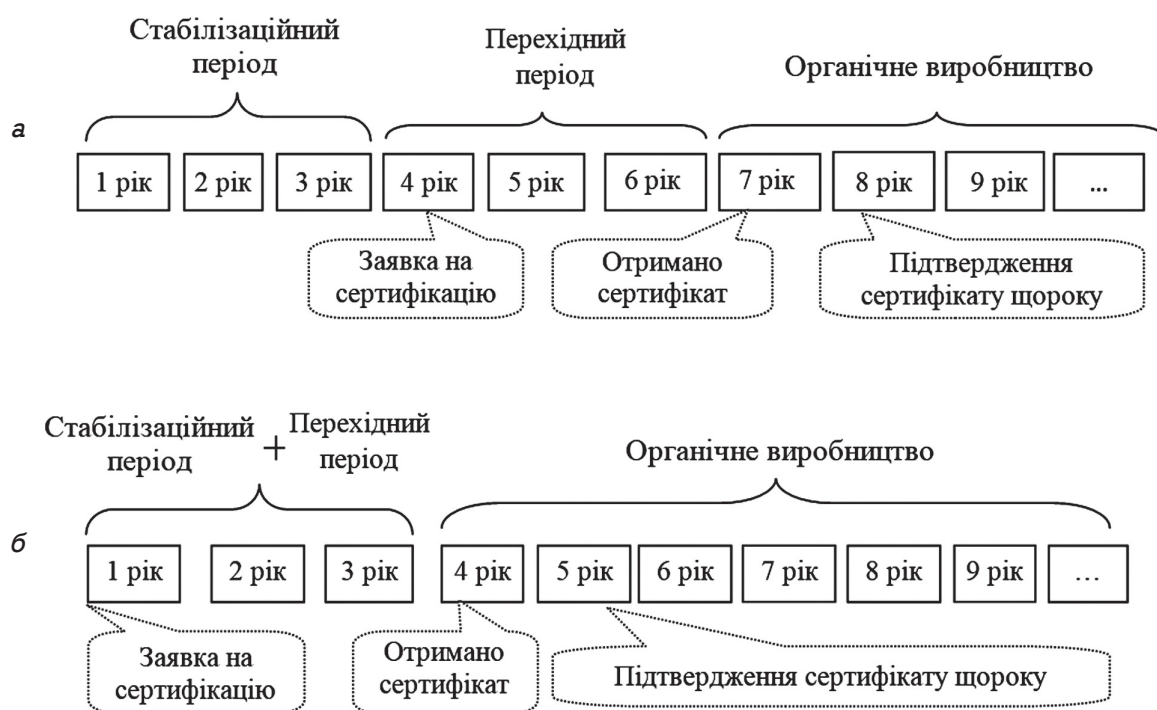 Стабілізаційний
період
Перехідний
період
Органічне виробництво
а
1 рік 2 рік 3 рік 4 рік 5 рік 6 рік 7 рік 8 рік 9 рік ...
Заявка на
сертифікацію
Отримано
сертифікат
Підтвердження
сертифікату щороку
Стабілізаційний
період
+
Перехідний
період
Органічне виробництво
б
1 рік 2 рік 3 рік 4 рік 5 рік 6 рік 7 рік 8 рік 9 рік ...
Заявка на
сертифікацію
Отримано
сертифікат
Підтвердження сертифікату щороку